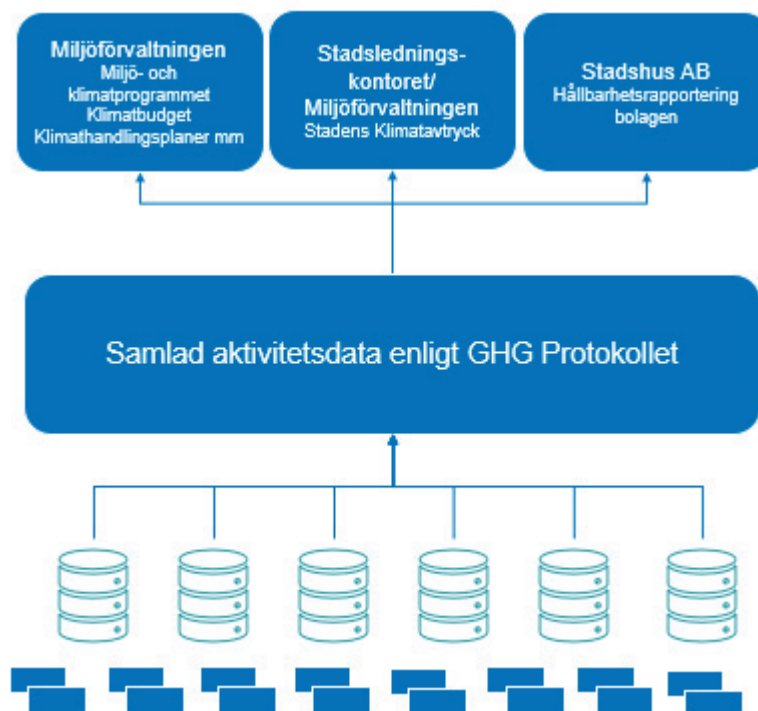 Miljöförvaltningen
Miljö- och
klimatprogrammet
Klimatbudget
Klimathandlingsplaner mm
Stadslednings-
kontoret/
Miljöförvaltningen
Stadens Klimatavtryck
Stadshus AB
Hållbarhetsrapportering
bolagen
Samlad aktivitetsdata enligt GHG Protokollet